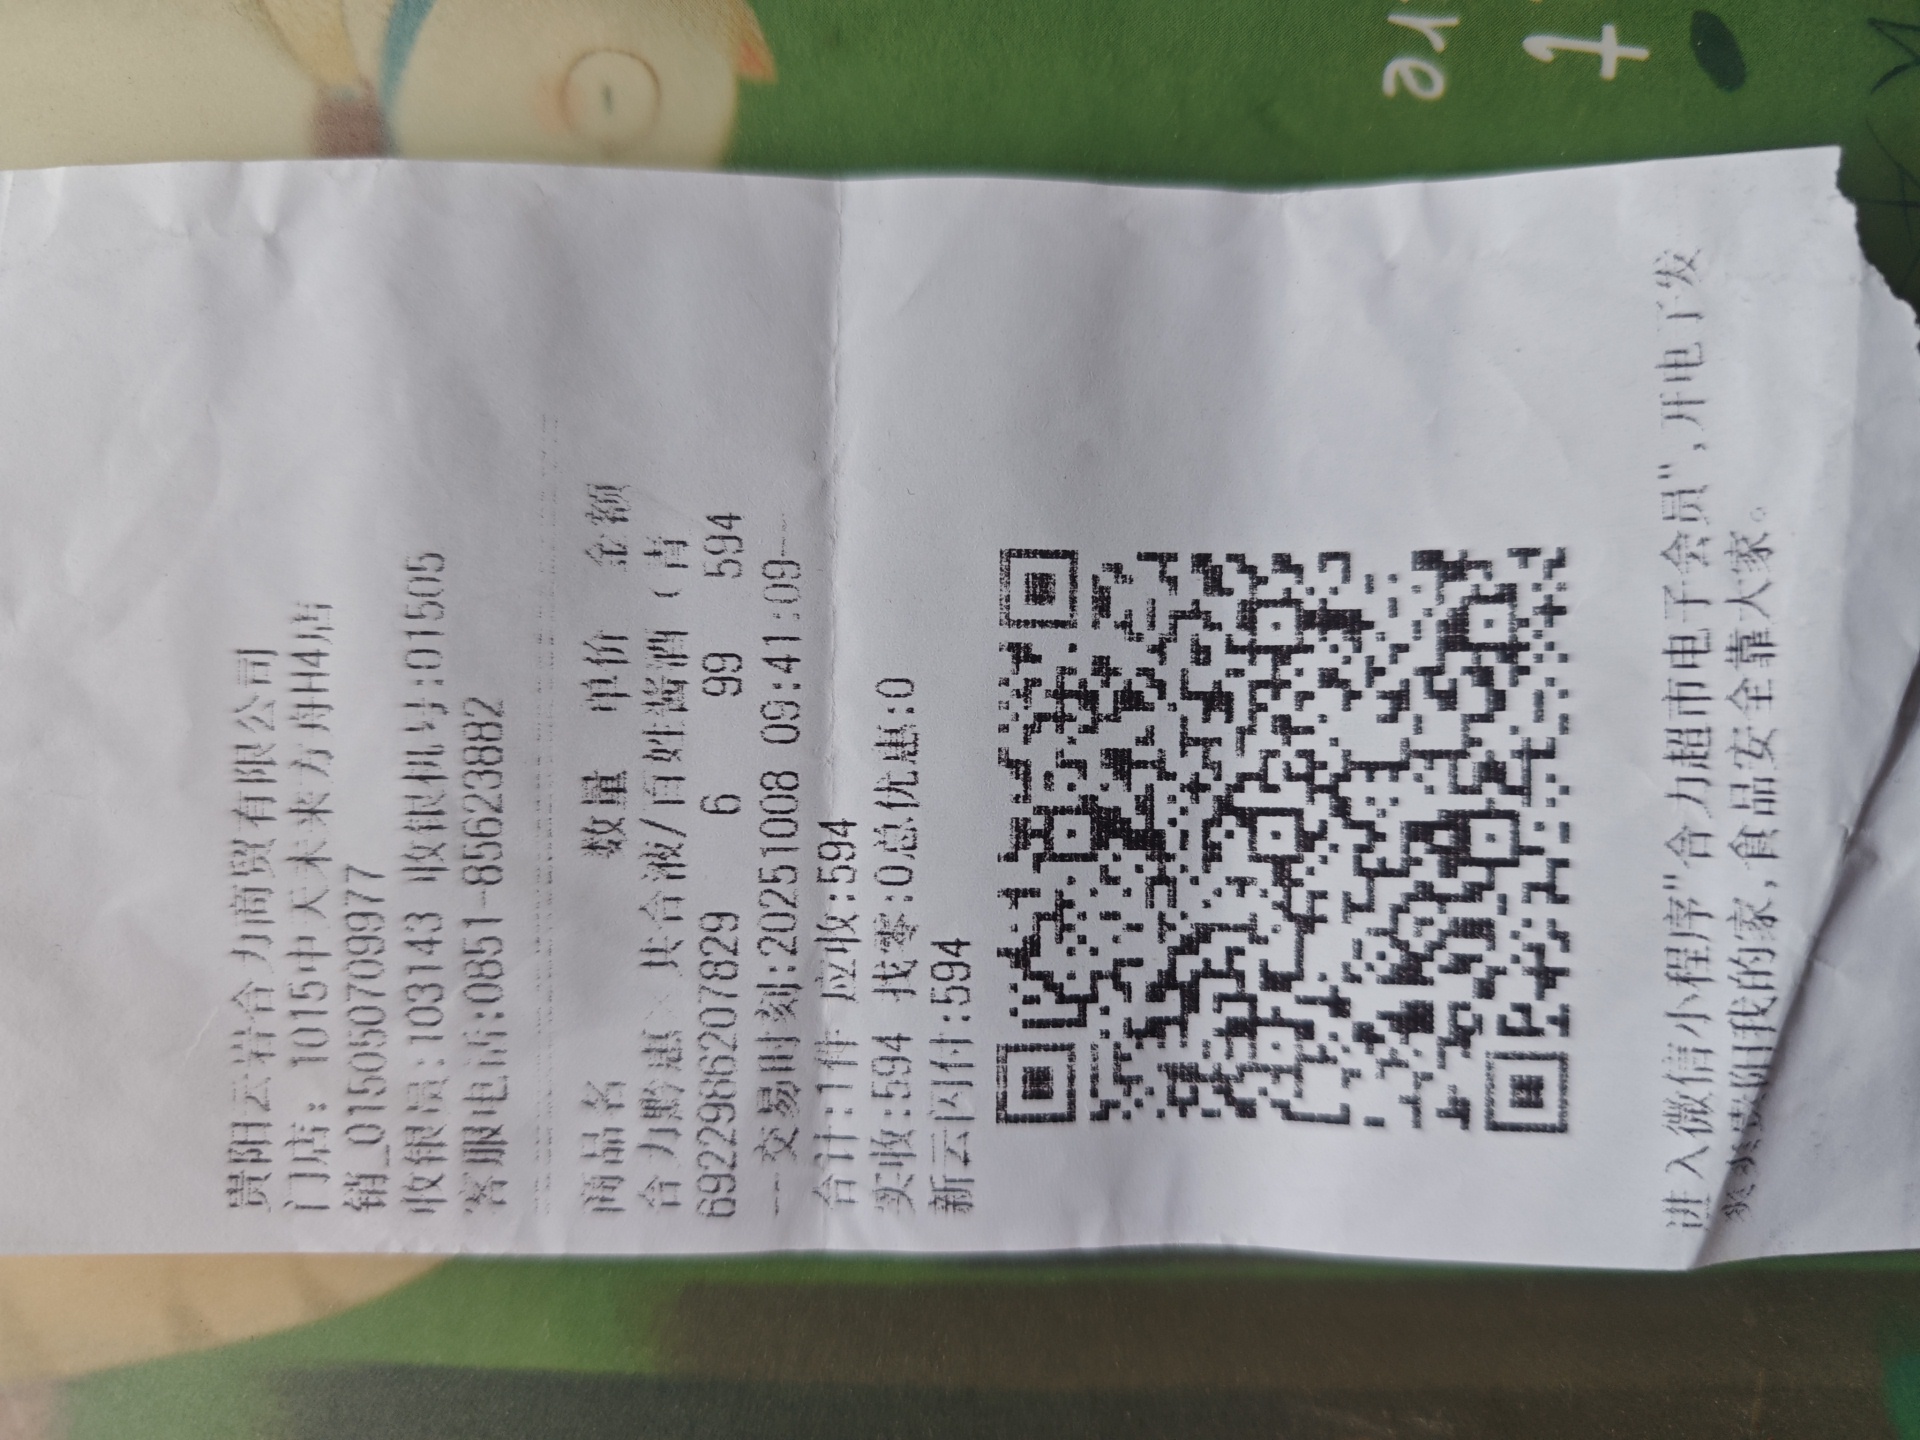 贵阳云岩合力商贸有限公司
门店: 1015中天未来方舟H4店
销_015050709977
收银员:103143 收银机号:01505
客服电话:0851-85623882
商品名 数量 单价 金额
合力黔惠 共合液/百姓酱酒（青
6922986207829 6 99 594
--交易时刻:20251008 09:41:09--
合计:1件 应收:594
实收:594 找零:0总优惠:0
新云闪付:594
进入微信小程序"合力超市电子会员",开电子发
贵阳我的家,食品安全靠大家。
re
t